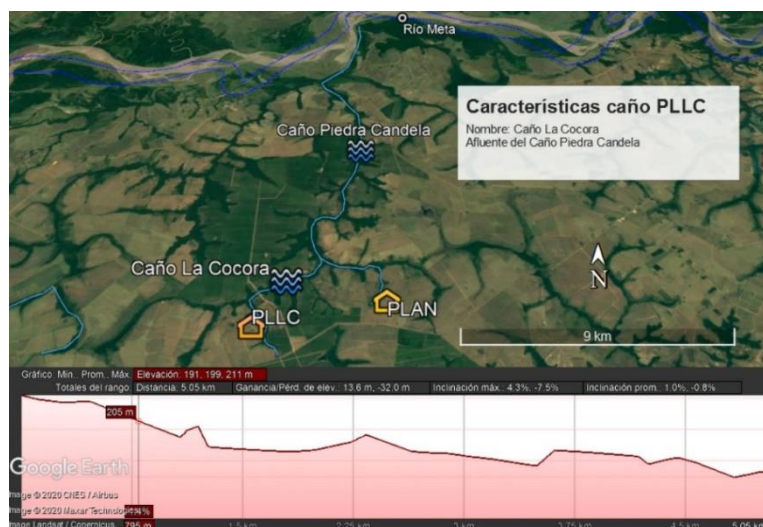 Río Meta
Características caño PLLC
Nombre: Caño La Cocora
Afluente del Caño Piedra Candela
Caño Piedra Candela
N
Caño La Cocora
PLLC
PLAN
9 km
Gráfico Mín., Prom., Máx. Elevación: 191, 199, 211 m
Totales del rango Distancia: 5.05 km Ganancia/Pérd. de elev.: 13.6 m, -32.0 m Inclinación máx.: 4.3%, -7.5% Inclinación prom.: 1.0%, -0.8%
205 m
Google Earth
Image © 2020 CNES / Airbus
Image © 2020 Maxar Technologies
Image Landsat / Copernicus
795 m 1.5 km 2.25 km 3 km 3.75 km 4.5 km 5.05 km